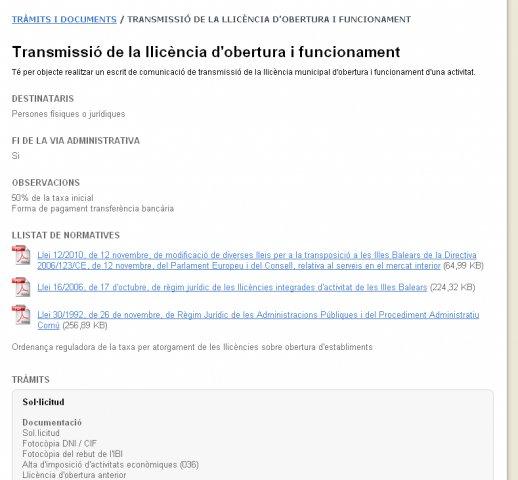 TRÀMITS I DOCUMENTS / TRANSMISSIÓ DE LA LLICÈNCIA D'OBERTURA I FUNCIONAMENT
Transmissió de la llicència d'obertura i funcionament
Té per objecte realitzar un escrit de comunicació de transmissió de la llicència municipal d'obertura i funcionament d'una activitat.
DESTINATARIS
Persones físiques o jurídiques
FI DE LA VIA ADMINISTRATIVA
Si
OBSERVACIONS
50% de la taxa inicial
Forma de pagament transferència bancària
LLISTAT DE NORMATIVES
Llei 12/2010, de 12 novembre, de modificació de diverses lleis per a la transposició a les Illes Balears de la Directiva
2006/123/CE, de 12 novembre, del Parlament Europeu i del Consell, relativa al serveis en el mercat interior (84,99 KB)
Llei 16/2006, de 17 d'octubre, de règim jurídic de les llicències integrades d'activitat de les Illes Balears (224,32 KB)
Llei 30/1992, de 26 de novembre, de Règim Jurídic de les Administracions Públiques i del Procediment Administratiu
Comú (256,89 KB)
Ordenança reguladora de la taxa per atorgament de les llicències sobre obertura d'establiments
TRÀMITS
Sol·licitud
Documentació
Sol.licitud
Fotocòpia DNI / CIF
Fotocòpia del rebut de l'IBI
Alta d'imposició d'activitats econòmiques (036)
Llicència d'obertura anterior